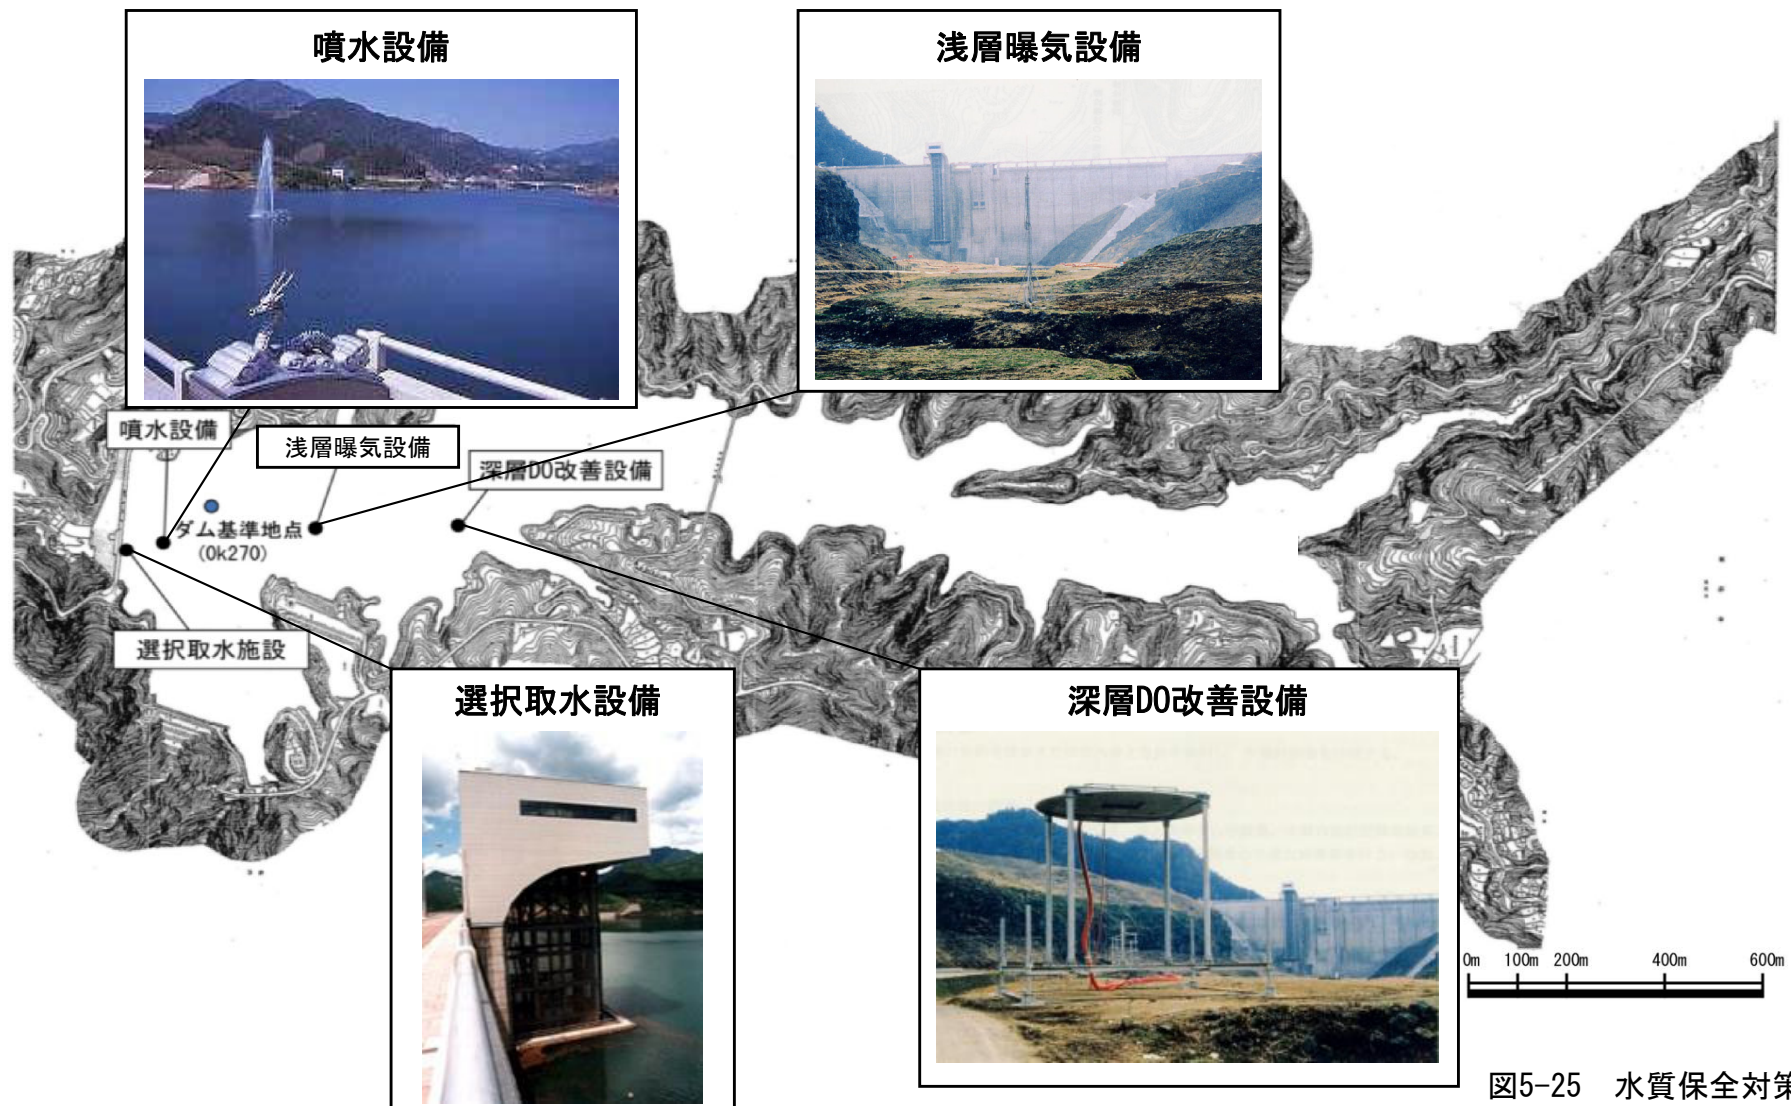 噴水設備
浅層曝気設備
噴水設備
浅層曝気設備
深層DO改善設備
ダム基準地点
(0k270)
選択取水施設
選択取水設備
深層DO改善設備
0m 100m 200m 400m 600m
図5-25 水質保全対策